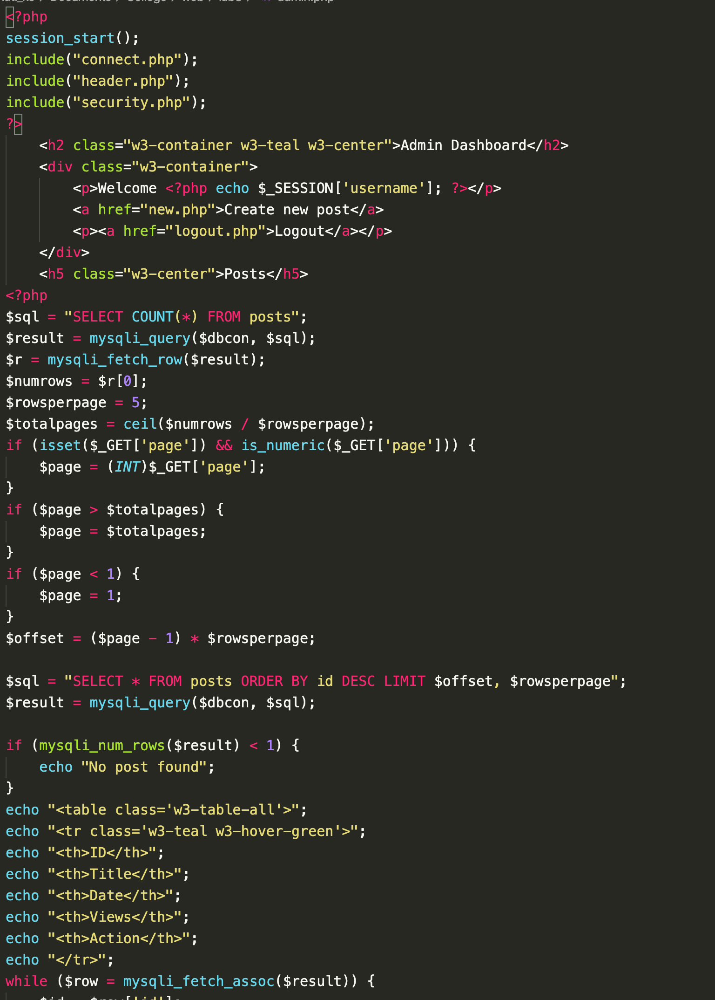 Documents > College > web > lab8 > admin.php
<?php
session_start();
include("connect.php");
include("header.php");
include("security.php");
?>
    <h2 class="w3-container w3-teal w3-center">Admin Dashboard</h2>
    <div class="w3-container">
        <p>Welcome <?php echo $_SESSION['username']; ?></p>
        <a href="new.php">Create new post</a>
        <p><a href="logout.php">Logout</a></p>
    </div>
    <h5 class="w3-center">Posts</h5>
<?php
$sql = "SELECT COUNT(*) FROM posts";
$result = mysqli_query($dbcon, $sql);
$r = mysqli_fetch_row($result);
$numrows = $r[0];
$rowsperpage = 5;
$totalpages = ceil($numrows / $rowsperpage);
if (isset($_GET['page']) && is_numeric($_GET['page'])) {
    $page = (INT)$_GET['page'];
}
if ($page > $totalpages) {
    $page = $totalpages;
}
if ($page < 1) {
    $page = 1;
}
$offset = ($page - 1) * $rowsperpage;

$sql = "SELECT * FROM posts ORDER BY id DESC LIMIT $offset, $rowsperpage";
$result = mysqli_query($dbcon, $sql);

if (mysqli_num_rows($result) < 1) {
    echo "No post found";
}
echo "<table class='w3-table-all'>";
echo "<tr class='w3-teal w3-hover-green'>";
echo "<th>ID</th>";
echo "<th>Title</th>";
echo "<th>Date</th>";
echo "<th>Views</th>";
echo "<th>Action</th>";
echo "</tr>";
while ($row = mysqli_fetch_assoc($result)) {
    $id = $row['id'];